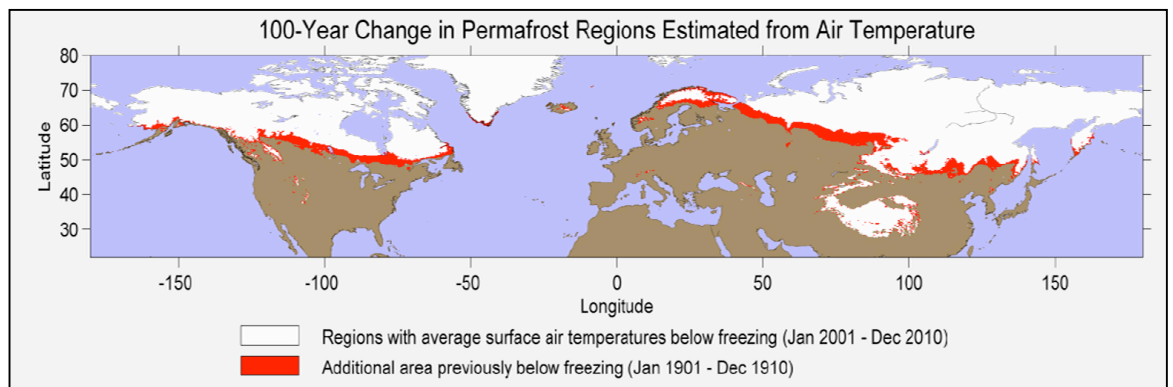 100-Year Change in Permafrost Regions Estimated from Air Temperature
80
70
60
50
40
30
Latitude
-150 -100 -50 0 50 100 150
Longitude
Regions with average surface air temperatures below freezing (Jan 2001 - Dec 2010)
Additional area previously below freezing (Jan 1901 - Dec 1910)